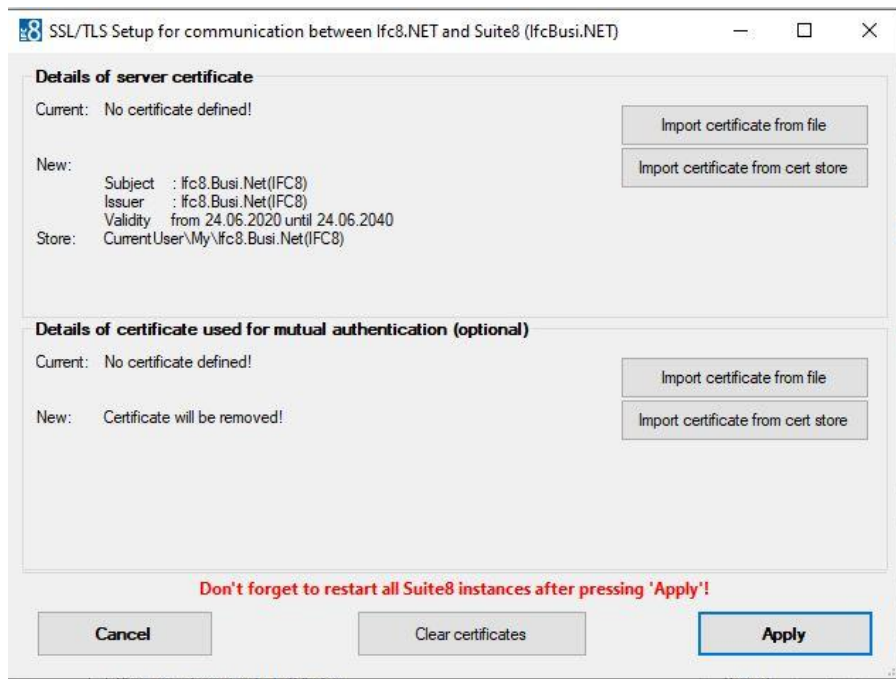 8 SSL/TLS Setup for communication between Ifc8.NET and Suite8 (IfcBusi.NET)
Details of server certificate
Current: No certificate defined!
Import certificate from file
New:
Import certificate from cert store
Subject : Ifc8.Busi.Net(IFC8)
Issuer : Ifc8.Busi.Net(IFC8)
Validity from 24.06.2020 until 24.06.2040
Store: CurrentUser\My\Ifc8.Busi.Net(IFC8)
Details of certificate used for mutual authentication (optional)
Current: No certificate defined!
Import certificate from file
New: Certificate will be removed!
Import certificate from cert store
Don't forget to restart all Suite8 instances after pressing 'Apply'!
Cancel
Clear certificates
Apply